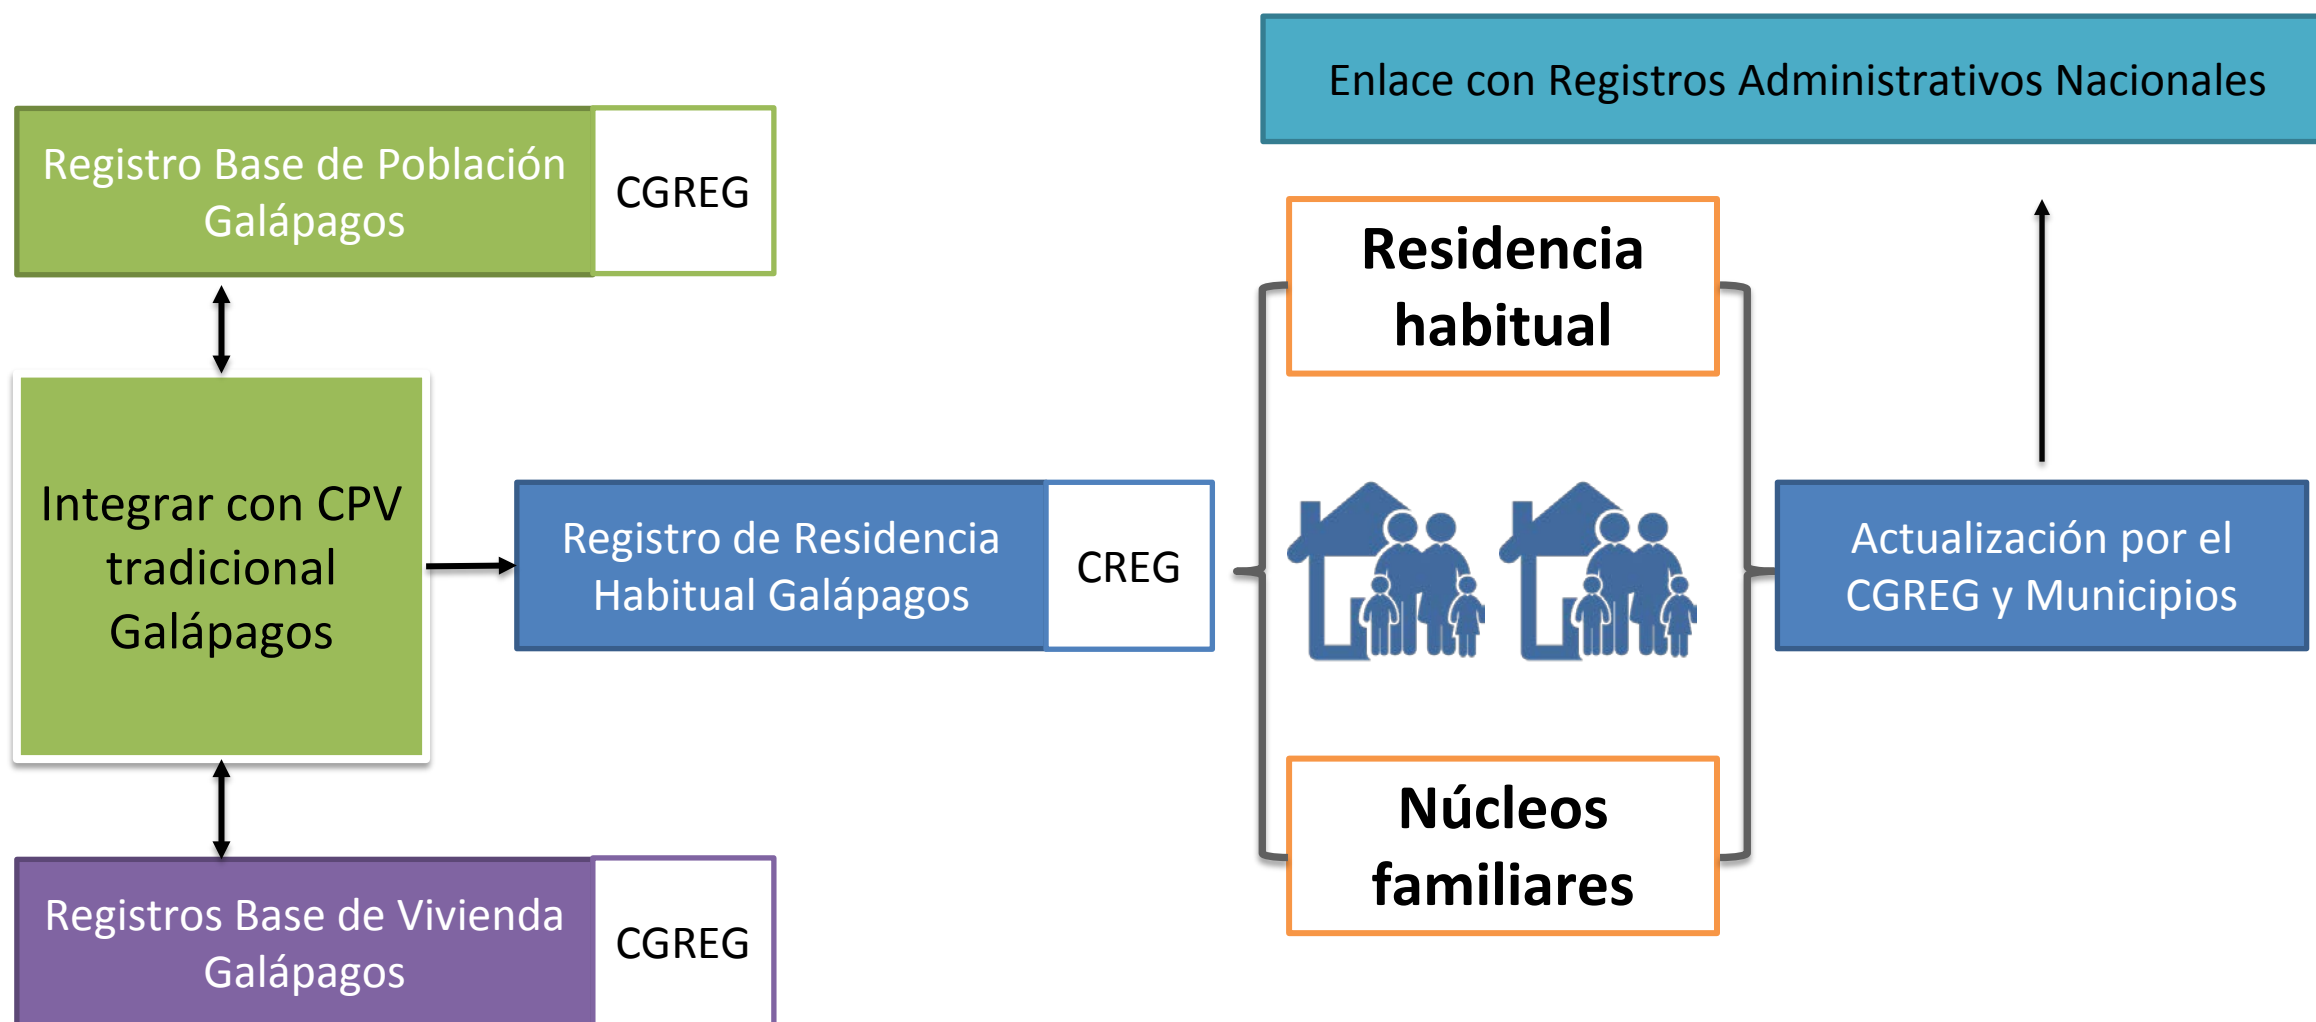 Enlace con Registros Administrativos Nacionales
Registro Base de Población
Galápagos
CGREG
Residencia
habitual
Integrar con CPV
tradicional
Galápagos
Registro de Residencia
Habitual Galápagos
CREG
Actualización por el
CGREG y Municipios
Núcleos
familiares
Registros Base de Vivienda
Galápagos
CGREG